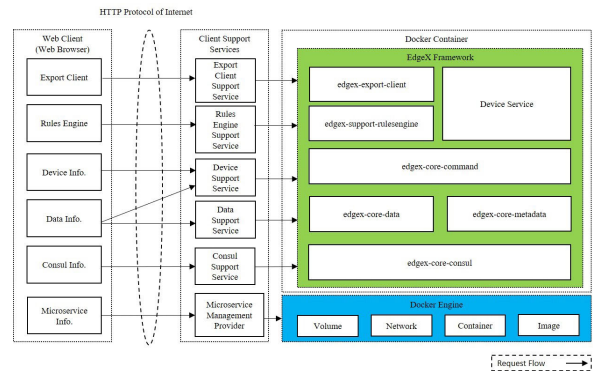 HTTP Protocol of Internet
Web Client
(Web Browser)
Export Client
Rules Engine
Device Info.
Data Info.
Consul Info.
Microservice
Info.
Client Support
Services
Export
Client
Support
Service
Rules
Engine
Support
Service
Device
Support
Service
Data
Support
Service
Consul
Support
Service
Microservice
Management
Provider
Docker Container
EdgeX Framework
edgex-export-client
Device Service
edgex-support-rulesengine
edgex-core-command
edgex-core-data
edgex-core-metadata
edgex-core-consul
Docker Engine
Volume
Network
Container
Image
Request Flow